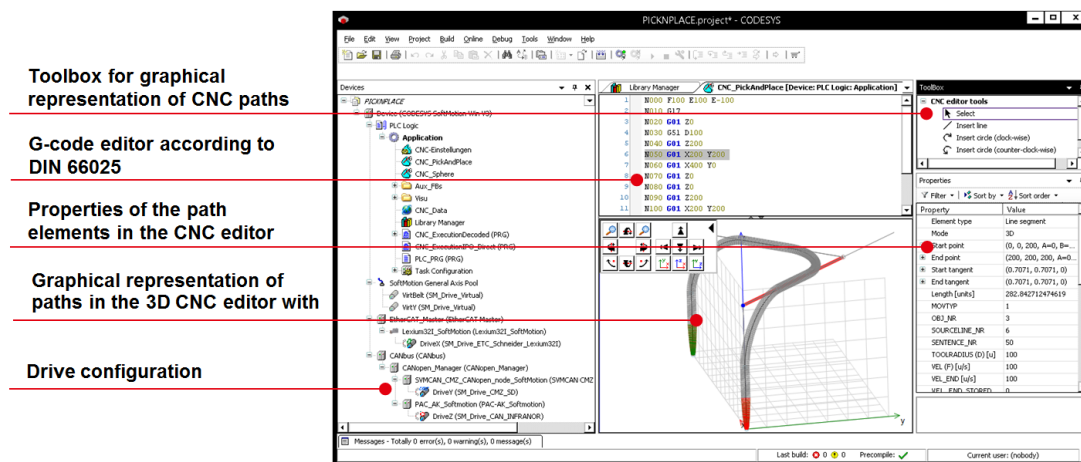 PICKNPLACE.project* - CODESYS
File Edit View Project Build Online Debug Tools Window Help
Toolbox for graphical
representation of CNC paths
G-code editor according to
DIN 66025
Properties of the path
elements in the CNC editor
Graphical representation of
paths in the 3D CNC editor with
Drive configuration
Devices
PICKNPLACE
Device (CODESYS SoftMotion Win V3)
PLC Logic
Application
CNC-Einstellungen
CNC_PickAndPlace
CNC_Sphere
Aux_FBs
Visu
CNC_Data
Library Manager
CNC_ExecutionDecoded (PRG)
CNC_ExecutionIPO_Direct (PRG)
PLC_PRG (PRG)
Task Configuration
SoftMotion General Axis Pool
VirtBelt (SM_Drive_Virtual)
VirtY (SM_Drive_Virtual)
EtherCAT_Master (EtherCAT Master)
Lexium32I_SoftMotion (Lexium32I_SoftMotion)
DriveX (SM_Drive_ETC_Schneider_Lexium32I)
CANbus (CANbus)
CANopen_Manager (CANopen_Manager)
SVMCAN_CMZ_CANopen_node_SoftMotion (SVMCAN CMZ
DriveY (SM_Drive_CMZ_SD)
PAC_AK_Softmotion (PAC-AK_Softmotion)
DriveZ (SM_Drive_CAN_INFRANOR)
Library Manager CNC_PickAndPlace [Device: PLC Logic: Application]
1 N000 F100 E100 E-100
2 N010 G17
3 N020 G01 Z0
4 N030 G51 D100
5 N040 G01 Z200
6 N050 G01 X200 Y200
7 N060 G01 X400 Y0
8 N070 G01 Z0
9 N080 G01 Z0
10 N090 G01 Z200
11 N100 G01 X200 Y200
y
ToolBox
CNC editor tools
Select
Insert line
Insert circle (clock-wise)
Insert circle (counter-clock-wise)
Properties
Filter Sort by Sort order
Property Value
Element type Line segment
Mode 3D
Start point (0, 0, 200, A=0, B=...
End point (200, 200, 200, A=0...
Start tangent (0.7071, 0.7071, 0)
End tangent (0.7071, 0.7071, 0)
Length [units] 282.842712474619
MOVTYP 1
OBJ_NR 3
SOURCELINE_NR 6
SENTENCE_NR 50
TOOLRADIUS (D) [u] 100
VEL (F) [u/s] 100
VEL_END [u/s] 100
VEL_END_STORED 0
Messages - Totally 0 error(s), 0 warning(s), 0 message(s)
Last build: 0 0 Precompile: Current user: (nobody)